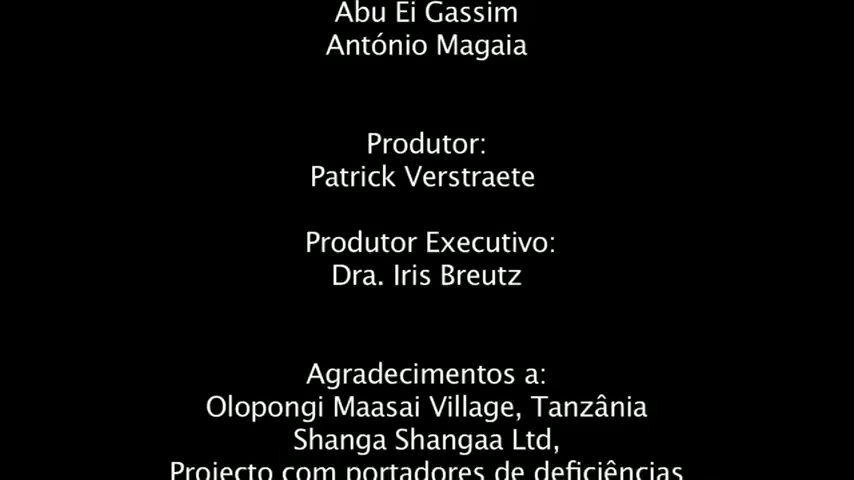 Abu Ei Gassim
António Magaia
Produtor:
Patrick Verstraete
Produtor Executivo:
Dra. Iris Breutz
Agradecimentos a:
Olopongi Maasai Village, Tanzânia
Shanga Shangaa Ltd,
Projecto com portadores de deficiências